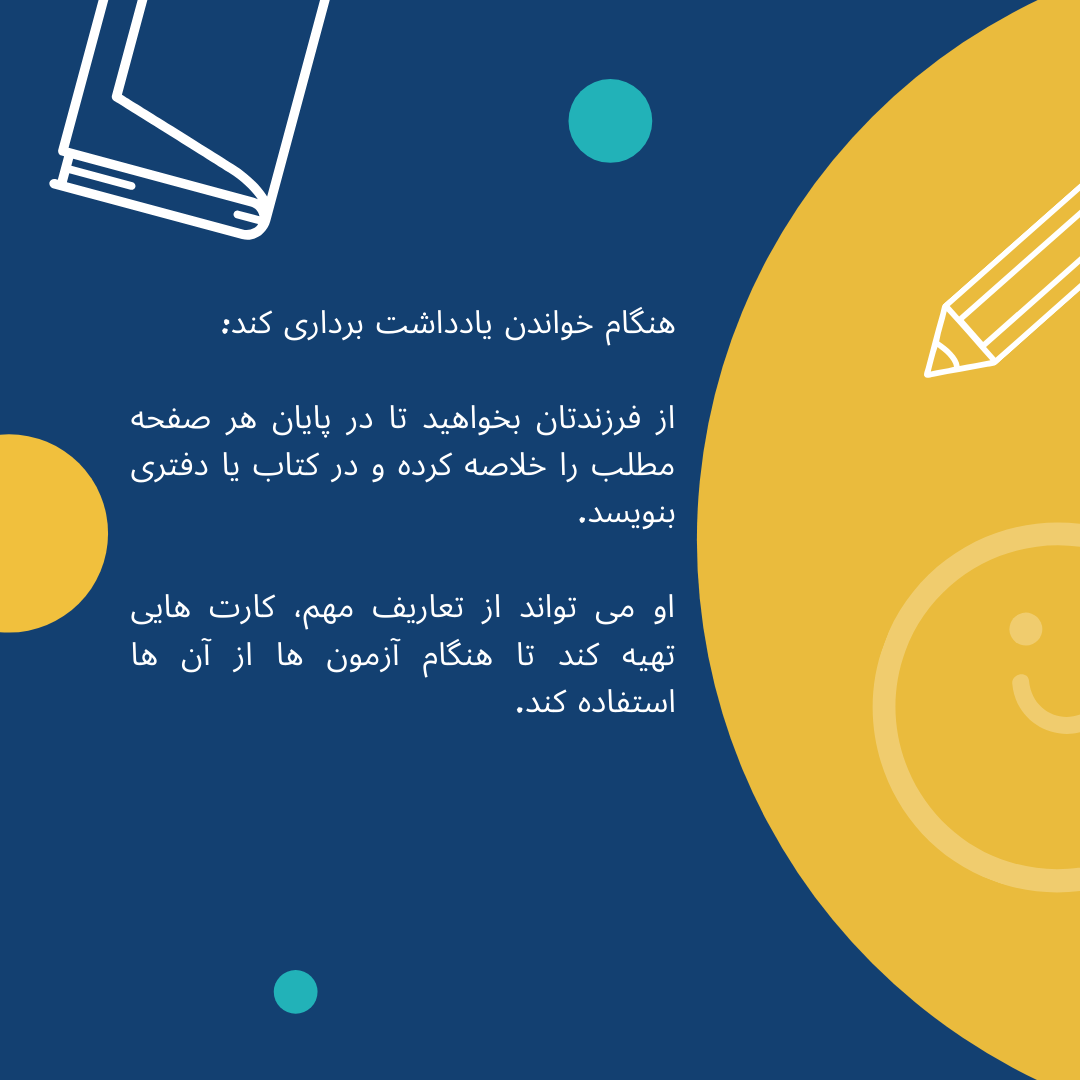 هنگام خواندن یادداشت برداری کند:
از فرزندتان بخواهید تا در پایان هر صفحه
مطلب را خلاصه کرده و در کتاب یا دفتری
بنویسد.
او می تواند از تعاریف مهم، کارت هایی
تهیه کند تا هنگام آزمون ها از آن ها
استفاده کند.